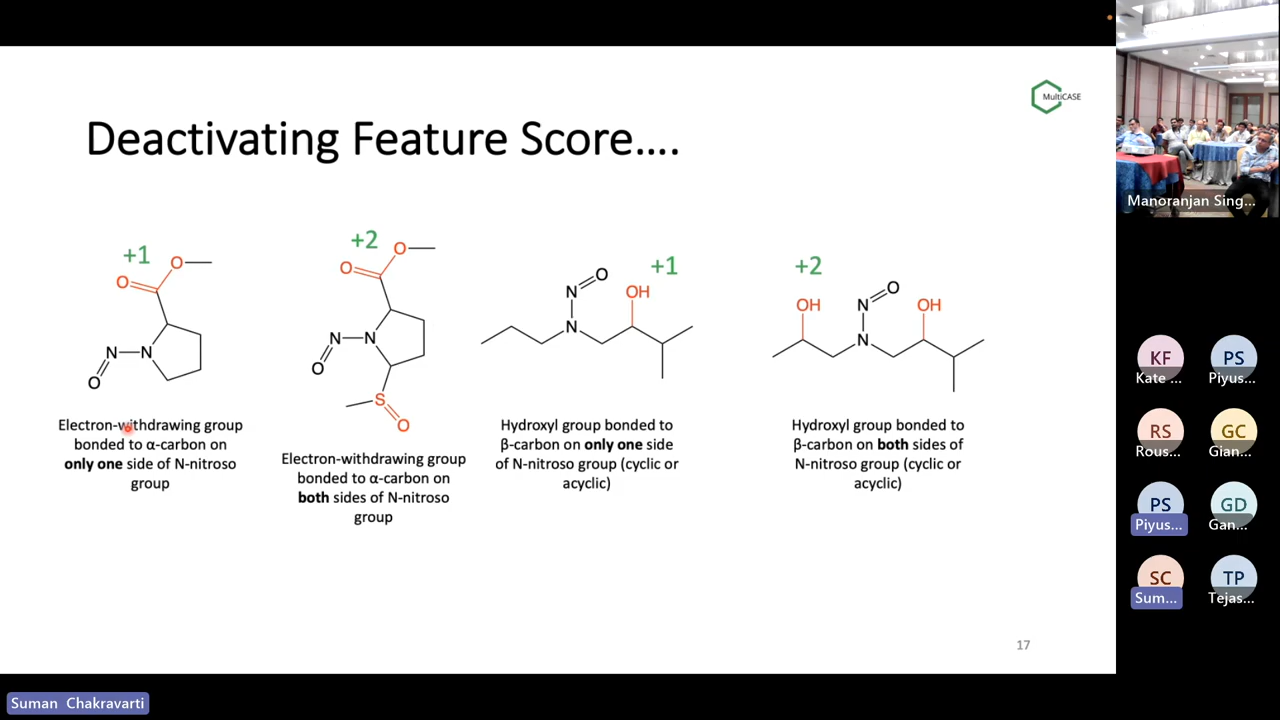 MultiCASE
Deactivating Feature Score....
+1
O
O
N
N
O
+2
O
O
N
N
O
S
O
+1
O
N
OH
N
+2
OH
O
N
OH
N
Electron-withdrawing group
bonded to α-carbon on
only one side of N-nitroso
group
Electron-withdrawing group
bonded to α-carbon on
both sides of N-nitroso
group
Hydroxyl group bonded to
β-carbon on only one side
of N-nitroso group (cyclic or
acyclic)
Hydroxyl group bonded to
β-carbon on both sides of
N-nitroso group (cyclic or
acyclic)
17
Manoranjan Sing...
KF
Kate ...
PS
Piyus...
RS
Rous...
GC
Gian...
PS
Piyus...
GD
Gan...
SC
Sum...
TP
Tejas...
Suman Chakravarti